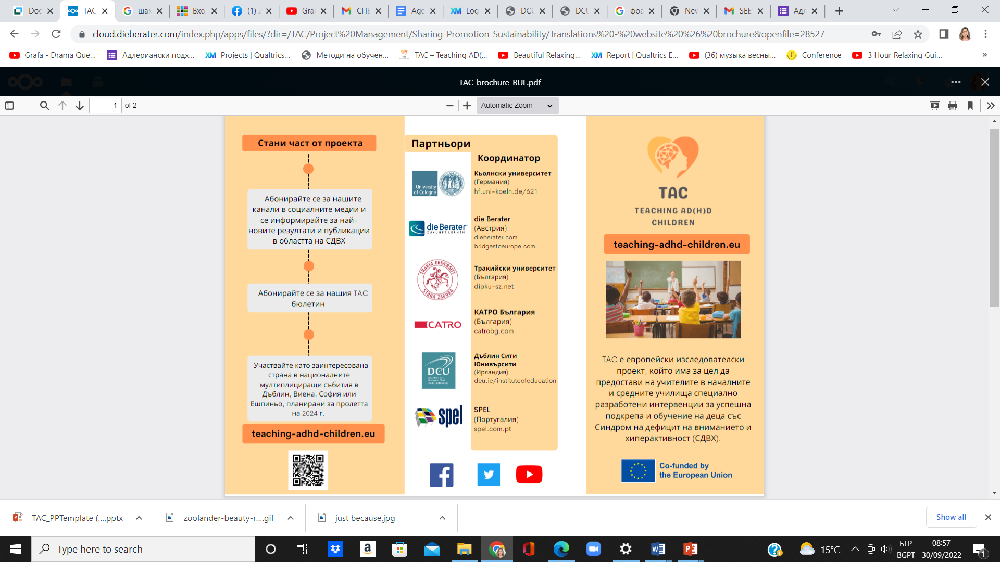 Doc
TAC
шам
Вхо
(1) 2
Gra
СПЕ
Age
Log
DCU
DCU
фоа
New
SEE
Адл
cloud.dieberater.com/index.php/apps/files/?dir=/TAC/Project%20Management/Sharing_Promotion_Sustainability/Translations%20-%20website%20%26%20brochure&openfile=28527
Grafa - Drama Que...
Адлериански подх...
XM Projects | Qualtrics...
Методи на обучен...
TAC – Teaching AD(...
Beautiful Relaxing...
XM Report | Qualtrics E...
(36) музыка весны...
Conference
3 Hour Relaxing Gui...
TAC_brochure_BUL.pdf
1 of 2
Automatic Zoom
Стани част от проекта
Абонирайте се за нашите
канали в социалните медии и
се информирайте за най-
новите резултати и публикации
в областта на СДВХ
Абонирайте се за нашия TAC
бюлетин
Участвайте като заинтересована
страна в националните
мултиплициращи събития в
Дъблин, Виена, София или
Ешпиньо, планирани за пролетта
на 2024 г.
teaching-adhd-children.eu
Партньори
Координатор
University
of Cologne
Кьолнски университет
(Германия)
hf.uni-koeln.de/621
die Berater
ZUKUNFT LERNEN
die Berater
(Австрия)
dieberater.com
bridgestoeurope.com
TRAKIA UNIVERSITY
STARA ZAGORA
Тракийски университет
(България)
dipku-sz.net
CATRO
КАТРО България
(България)
catrobg.com
DCU
Дъблин Сити
Юнивърсити
(Ирландия)
dcu.ie/instituteofeducation
spel
SPEL
(Португалия)
spel.com.pt
TAC
TEACHING AD(H)D
CHILDREN
teaching-adhd-children.eu
TAC е европейски изследователски
проект, който има за цел да
предостави на учителите в началните
и средните училища специално
разработени интервенции за успешна
подкрепа и обучение на деца със
Синдром на дефицит на вниманието и
хиперактивност (СДВХ).
Co-funded by
the European Union
TAC_PPTemplate (....pptx
zoolander-beauty-r....gif
just because.jpg
Show all
Type here to search
15°C
БГР
BGPT
08:57
30/09/2022
1